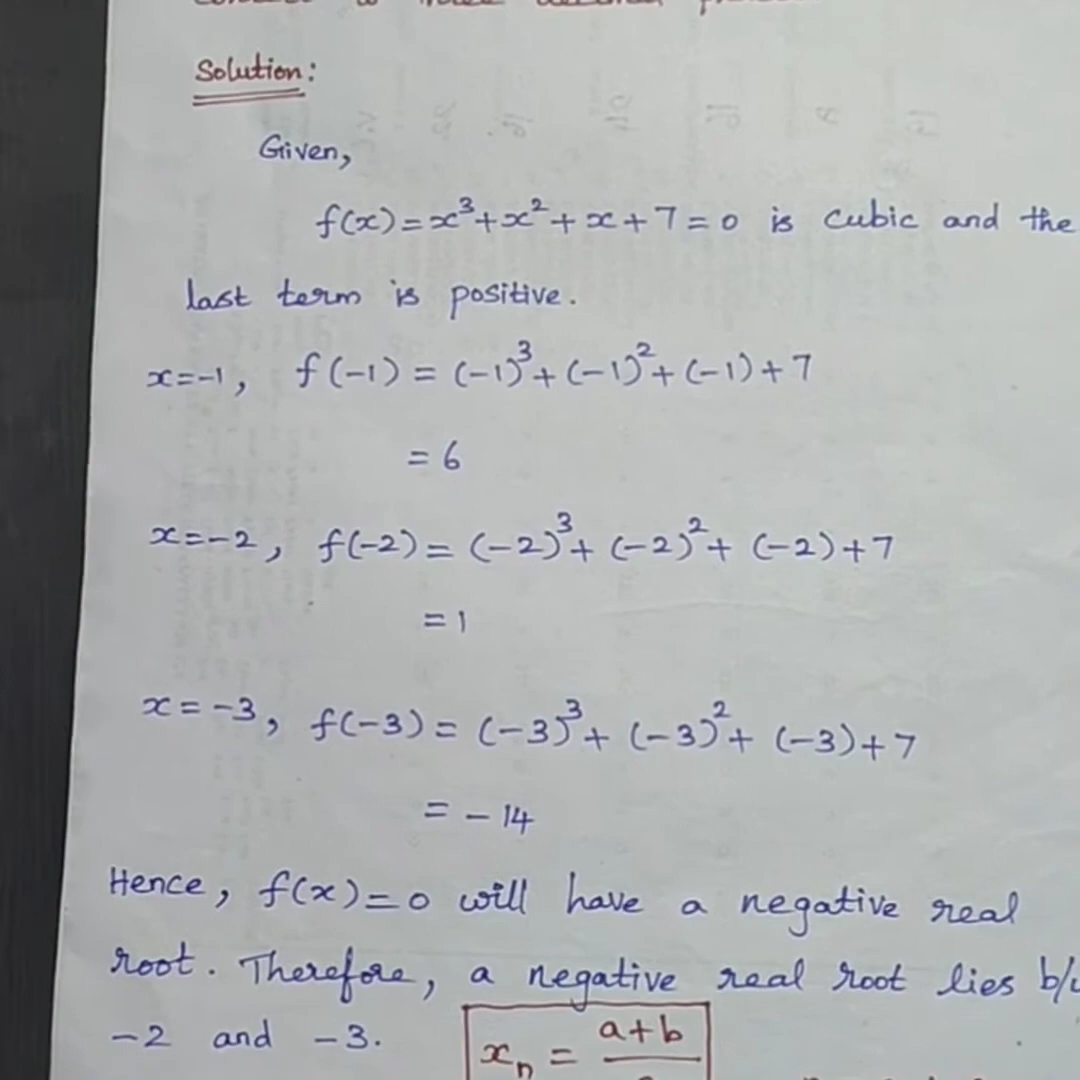 Solution:
Given,
f(x)=x³+x²+x+7=0 is cubic and the
last term is positive.
x=-1, f(-1) = (-1)³+(-1)²+(-1)+7
= 6
x=-2, f(-2) = (-2)³+ (-2)²+ (-2)+7
= 1
x=-3, f(-3) = (-3)³+ (-3)²+ (-3)+7
= -14
Hence, f(x)=0 will have a negative real
root. Therefore, a negative real root lies b/
-2 and -3.
xₙ = a+b